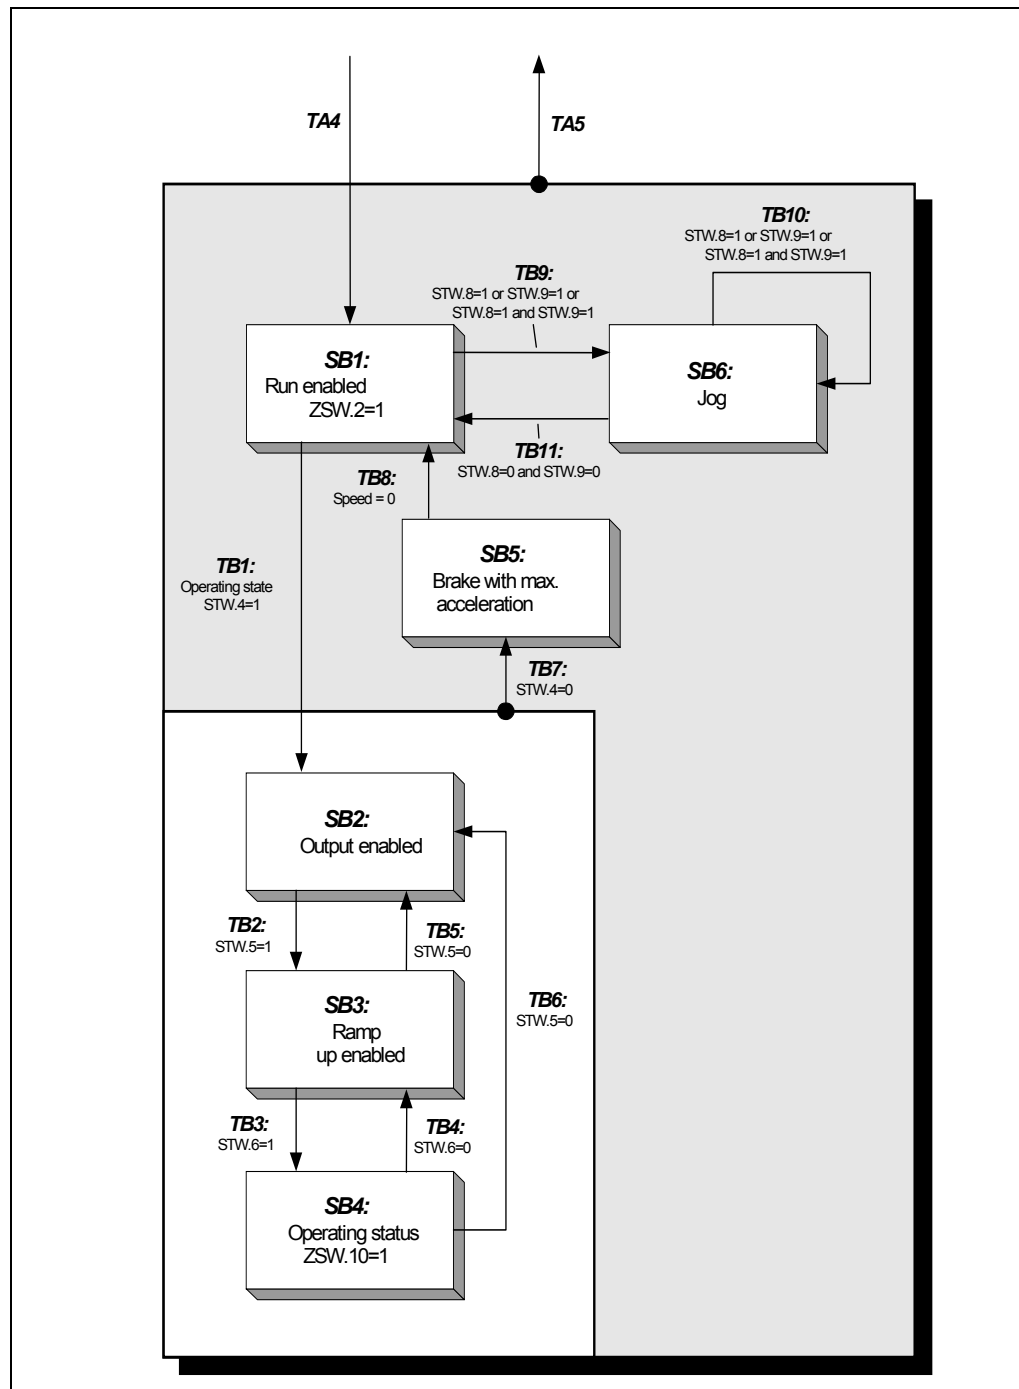 TA4
TA5
TB10:
STW.8=1 or STW.9=1 or
STW.8=1 and STW.9=1
TB9:
STW.8=1 or STW.9=1 or
STW.8=1 and STW.9=1
SB1:
Run enabled
ZSW.2=1
SB6:
Jog
TB11:
STW.8=0 and STW.9=0
TB8:
Speed = 0
SB5:
Brake with max.
acceleration
TB1:
Operating state
STW.4=1
TB7:
STW.4=0
SB2:
Output enabled
TB2:
STW.5=1
TB5:
STW.5=0
TB6:
STW.5=0
SB3:
Ramp
up enabled
TB3:
STW.6=1
TB4:
STW.6=0
SB4:
Operating status
ZSW.10=1